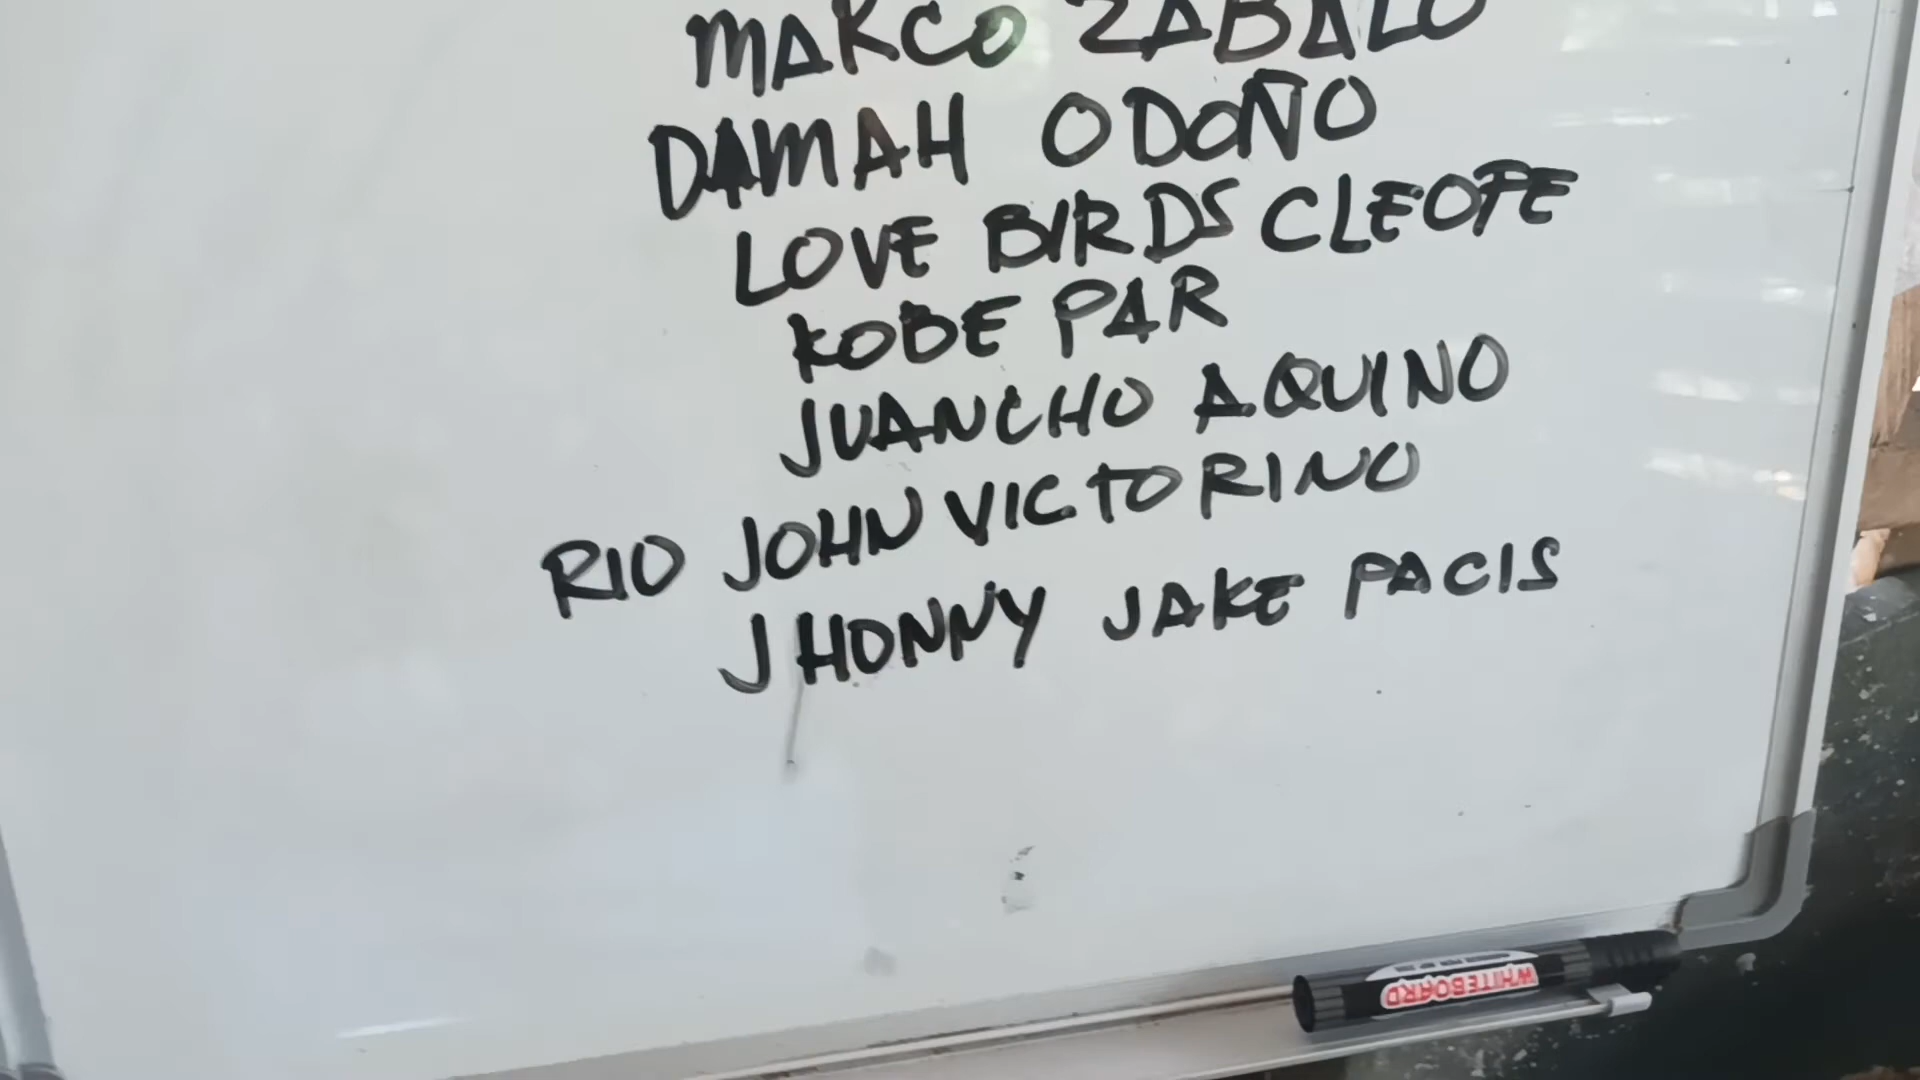 MARCO ZABALO
DAMAH ODOÑO
LOVE BIRDS CLEOFE
KOBE PAR
JUANCHO AQUINO
RIO JOHN VICTORINO
JHONNY JAKE PACIS
WHITEBOARD